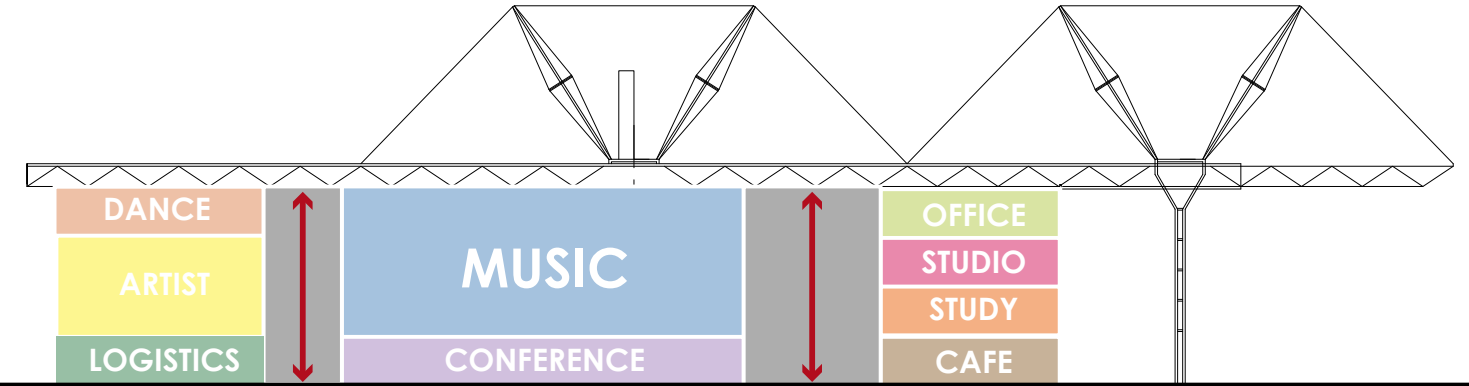 DANCE
ARTIST
LOGISTICS
MUSIC
CONFERENCE
OFFICE
STUDIO
STUDY
CAFE